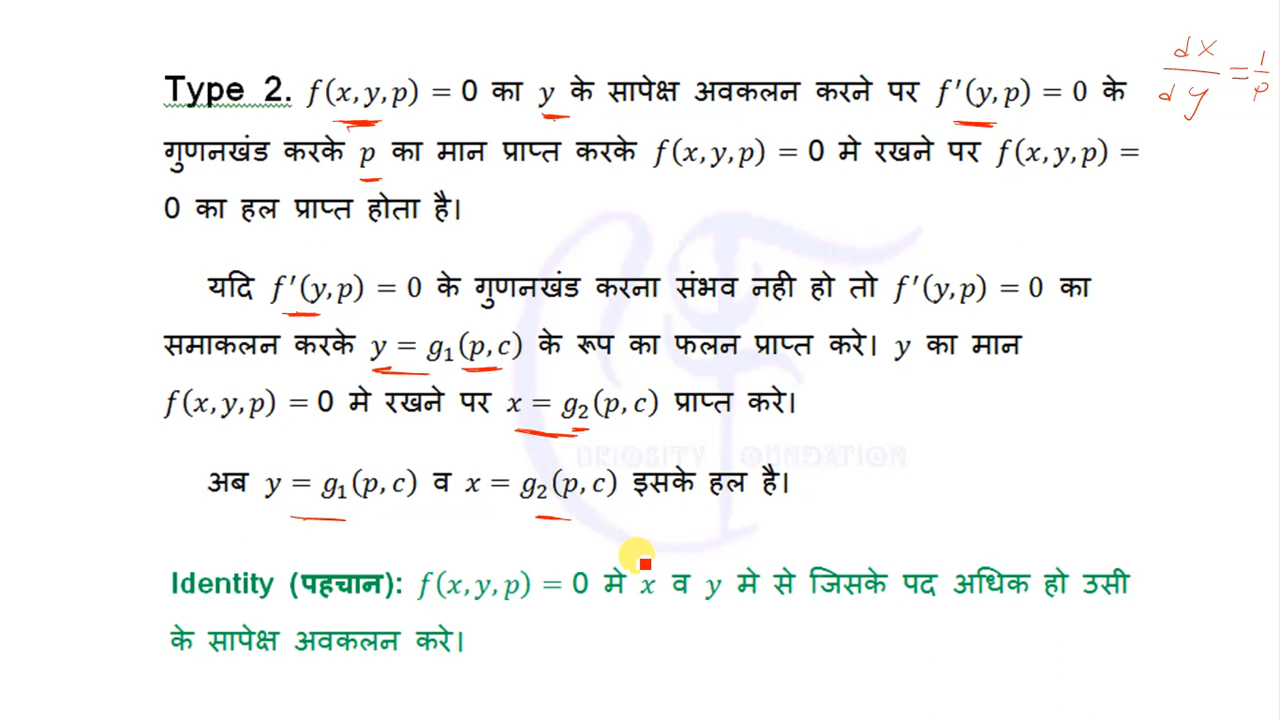 Type 2. f(x,y,p) = 0 का y के सापेक्ष अवकलन करने पर f′(y,p) = 0 के
गुणनखंड करके p का मान प्राप्त करके f(x,y,p) = 0 मे रखने पर f(x,y,p) =
0 का हल प्राप्त होता है।
dx/dy = 1/p
यदि f′(y,p) = 0 के गुणनखंड करना संभव नही हो तो f′(y,p) = 0 का
समाकलन करके y = g₁(p,c) के रूप का फलन प्राप्त करे। y का मान
f(x,y,p) = 0 मे रखने पर x = g₂(p,c) प्राप्त करे।
URIOSITY OUNDATION
अब y = g₁(p,c) व x = g₂(p,c) इसके हल है।
Identity (पहचान): f(x,y,p) = 0 मे x व y मे से जिसके पद अधिक हो उसी
के सापेक्ष अवकलन करे।